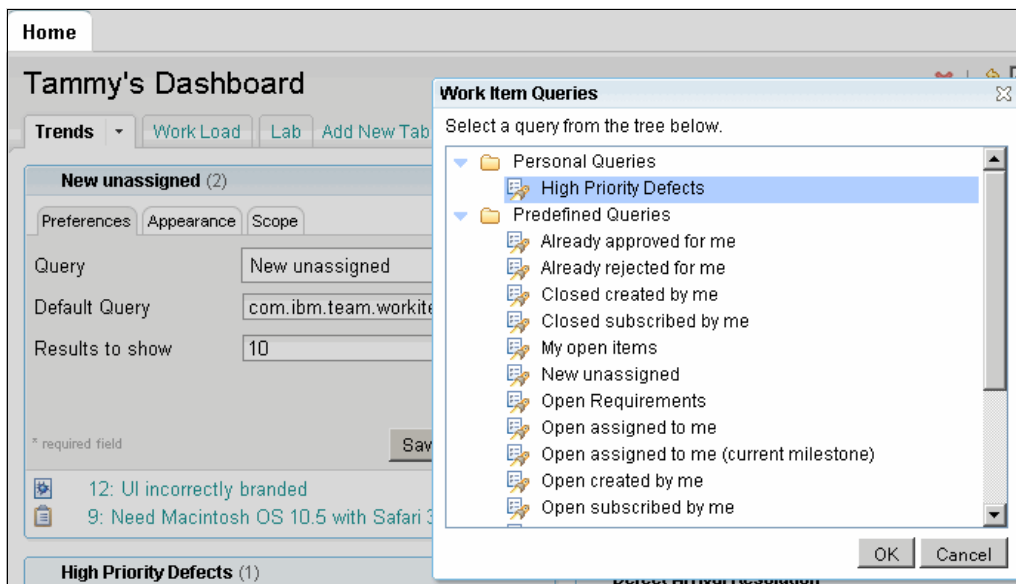 Home
Tammy's Dashboard
Trends
Work Load
Lab
Add New Tab
New unassigned (2)
Preferences
Appearance
Scope
Query
New unassigned
Default Query
com.ibm.team.workite
Results to show
10
* required field
Sav
12: UI incorrectly branded
9: Need Macintosh OS 10.5 with Safari 3
High Priority Defects (1)
Work Item Queries
Select a query from the tree below.
Personal Queries
High Priority Defects
Predefined Queries
Already approved for me
Already rejected for me
Closed created by me
Closed subscribed by me
My open items
New unassigned
Open Requirements
Open assigned to me
Open assigned to me (current milestone)
Open created by me
Open subscribed by me
OK
Cancel
Defect Arrival Resolution